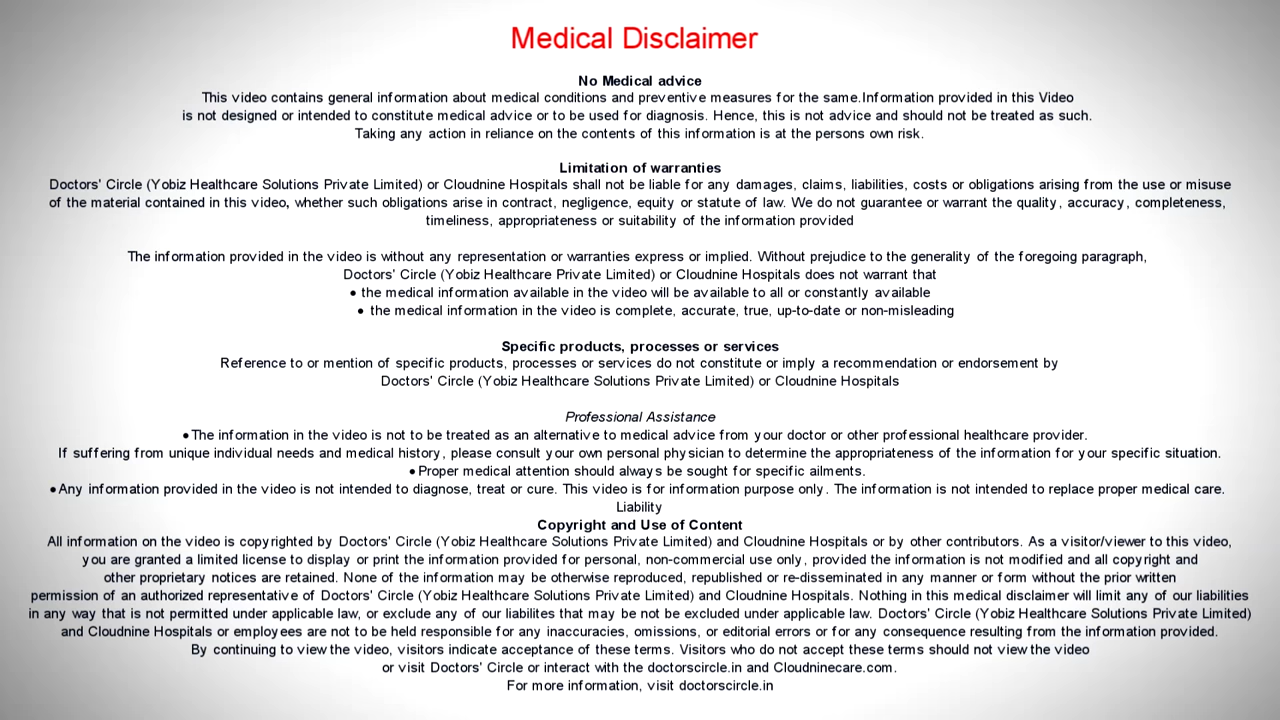 Medical Disclaimer
No Medical advice
This video contains general information about medical conditions and preventive measures for the same.Information provided in this Video
is not designed or intended to constitute medical advice or to be used for diagnosis. Hence, this is not advice and should not be treated as such.
Taking any action in reliance on the contents of this information is at the persons own risk.
Limitation of warranties
Doctors' Circle (Yobiz Healthcare Solutions Private Limited) or Cloudnine Hospitals shall not be liable for any damages, claims, liabilities, costs or obligations arising from the use or misuse
of the material contained in this video, whether such obligations arise in contract, negligence, equity or statute of law. We do not guarantee or warrant the quality, accuracy, completeness,
timeliness, appropriateness or suitability of the information provided
The information provided in the video is without any representation or warranties express or implied. Without prejudice to the generality of the foregoing paragraph,
Doctors' Circle (Yobiz Healthcare Private Limited) or Cloudnine Hospitals does not warrant that
• the medical information available in the video will be available to all or constantly available
• the medical information in the video is complete, accurate, true, up-to-date or non-misleading
Specific products, processes or services
Reference to or mention of specific products, processes or services do not constitute or imply a recommendation or endorsement by
Doctors' Circle (Yobiz Healthcare Solutions Private Limited) or Cloudnine Hospitals
Professional Assistance
•The information in the video is not to be treated as an alternative to medical advice from your doctor or other professional healthcare provider.
If suffering from unique individual needs and medical history, please consult your own personal physician to determine the appropriateness of the information for your specific situation.
•Proper medical attention should always be sought for specific ailments.
•Any information provided in the video is not intended to diagnose, treat or cure. This video is for information purpose only. The information is not intended to replace proper medical care.
Liability
Copyright and Use of Content
All information on the video is copyrighted by Doctors' Circle (Yobiz Healthcare Solutions Private Limited) and Cloudnine Hospitals or by other contributors. As a visitor/viewer to this video,
you are granted a limited license to display or print the information provided for personal, non-commercial use only, provided the information is not modified and all copyright and
other proprietary notices are retained. None of the information may be otherwise reproduced, republished or re-disseminated in any manner or form without the prior written
permission of an authorized representative of Doctors' Circle (Yobiz Healthcare Solutions Private Limited) and Cloudnine Hospitals. Nothing in this medical disclaimer will limit any of our liabilities
in any way that is not permitted under applicable law, or exclude any of our liabilites that may be not be excluded under applicable law. Doctors' Circle (Yobiz Healthcare Solutions Private Limited)
and Cloudnine Hospitals or employees are not to be held responsible for any inaccuracies, omissions, or editorial errors or for any consequence resulting from the information provided.
By continuing to view the video, visitors indicate acceptance of these terms. Visitors who do not accept these terms should not view the video
or visit Doctors' Circle or interact with the doctorscircle.in and Cloudninecare.com.
For more information, visit doctorscircle.in